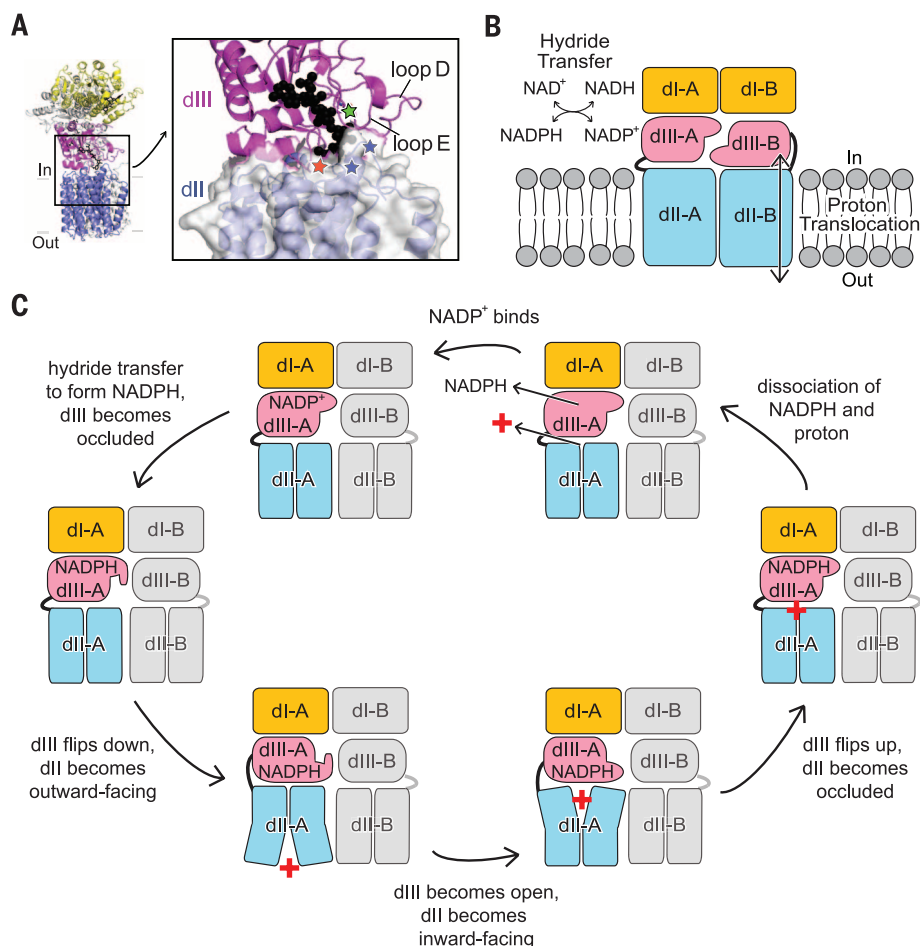 A
dIII
dII
In
Out
loop D
loop E
B
Hydride
Transfer
NAD⁺ NADH
NADPH NADP⁺
dI-A dI-B
dIII-A dIII-B
dII-A dII-B
In
Proton
Translocation
Out
C
NADP⁺ binds
hydride transfer
to form NADPH,
dIII becomes
occluded
dI-A dI-B
NADP⁺
dIII-A dIII-B
dII-A dII-B
NADPH
+
dI-A dI-B
dIII-A dIII-B
dII-A dII-B
dissociation of
NADPH and
proton
dI-A dI-B
NADPH
dIII-A dIII-B
dII-A dII-B
dI-A dI-B
NADPH
dIII-A dIII-B
+
dII-A dII-B
dIII flips down,
dII becomes
outward-facing
dI-A dI-B
dIII-A
NADPH dIII-B
dII-A dII-B
+
dI-A dI-B
dIII-A
NADPH dIII-B
+
dII-A dII-B
dIII flips up,
dII becomes
occluded
dIII becomes open,
dII becomes
inward-facing